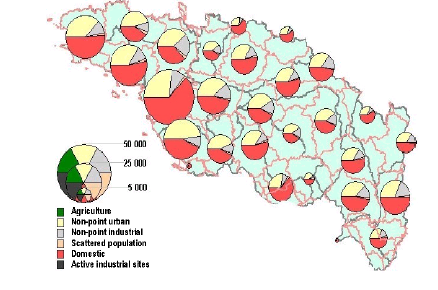 50 000
25 000
5 000
Agriculture
Non-point urban
Non-point industrial
Scattered population
Domestic
Active industrial sites